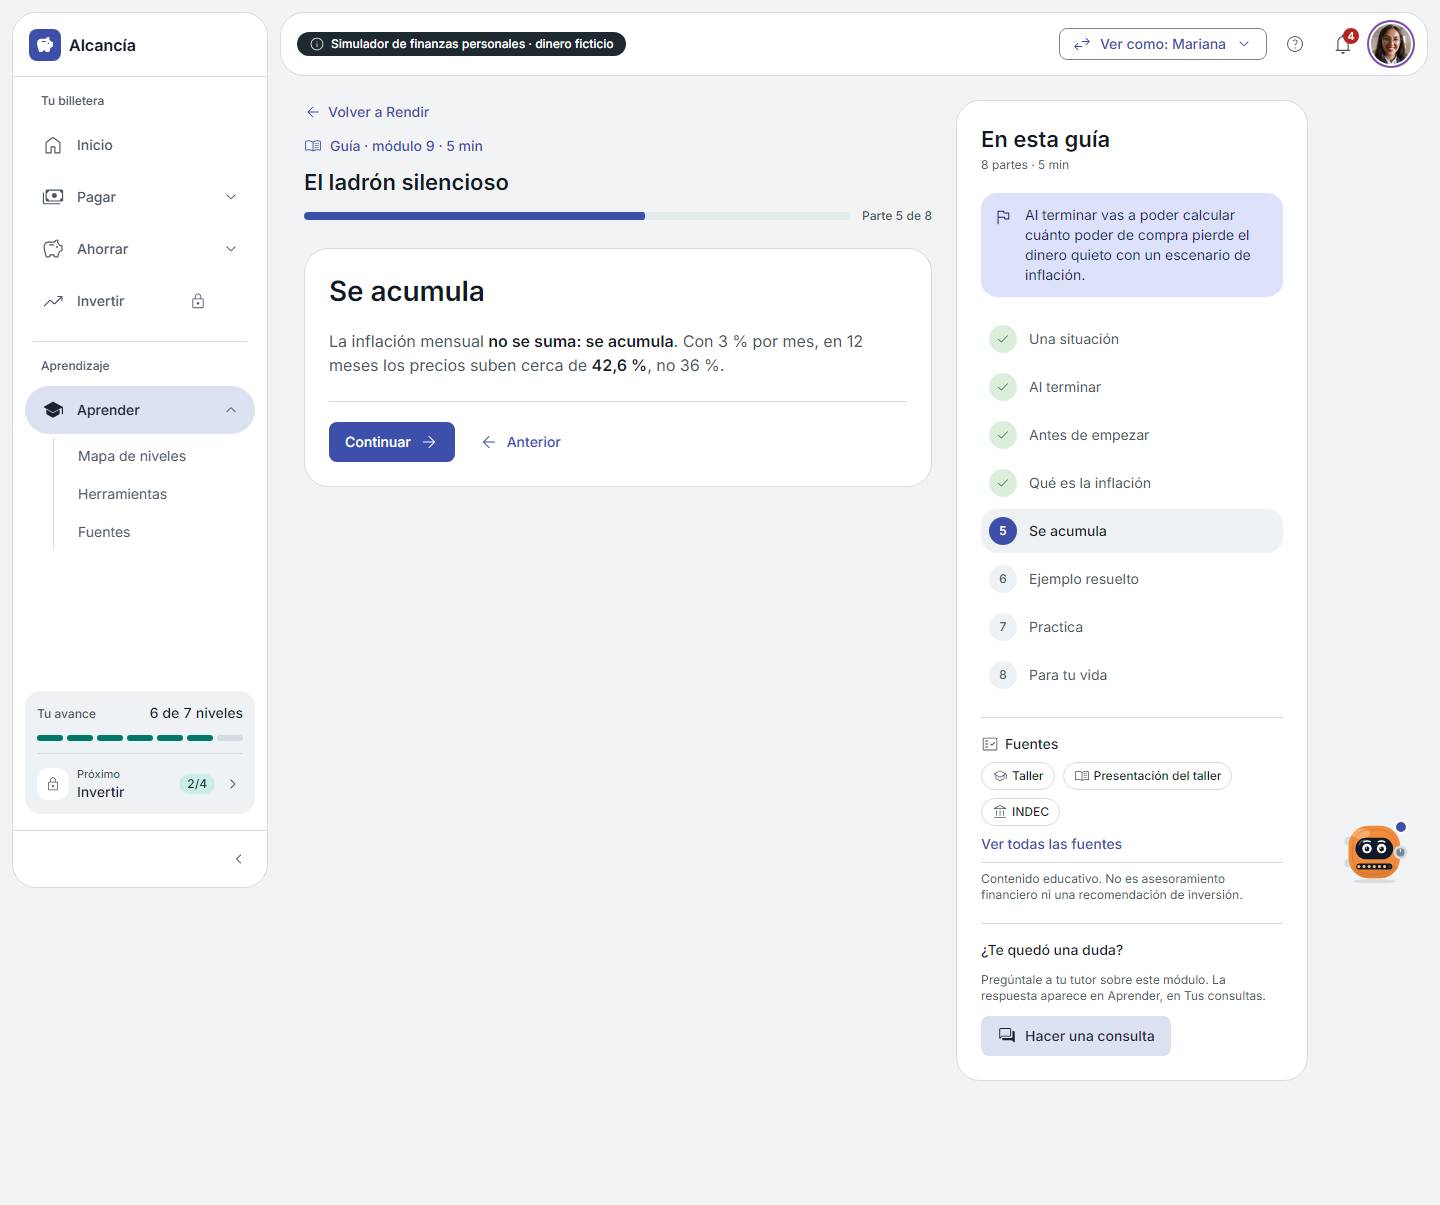 Alcancía
Tu billetera
Inicio
Pagar
Ahorrar
Invertir
Aprendizaje
Aprender
Mapa de niveles
Herramientas
Fuentes
Tu avance
6 de 7 niveles
Próximo
Invertir
2/4
Simulador de finanzas personales · dinero ficticio
Ver como: Mariana
4
Volver a Rendir
Guía · módulo 9 · 5 min
El ladrón silencioso
Parte 5 de 8
Se acumula
La inflación mensual no se suma: se acumula. Con 3 % por mes, en 12
meses los precios suben cerca de 42,6 %, no 36 %.
Continuar
Anterior
En esta guía
8 partes · 5 min
Al terminar vas a poder calcular
cuánto poder de compra pierde el
dinero quieto con un escenario de
inflación.
Una situación
Al terminar
Antes de empezar
Qué es la inflación
5 Se acumula
6 Ejemplo resuelto
7 Practica
8 Para tu vida
Fuentes
Taller
Presentación del taller
INDEC
Ver todas las fuentes
Contenido educativo. No es asesoramiento
financiero ni una recomendación de inversión.
¿Te quedó una duda?
Pregúntale a tu tutor sobre este módulo. La
respuesta aparece en Aprender, en Tus consultas.
Hacer una consulta